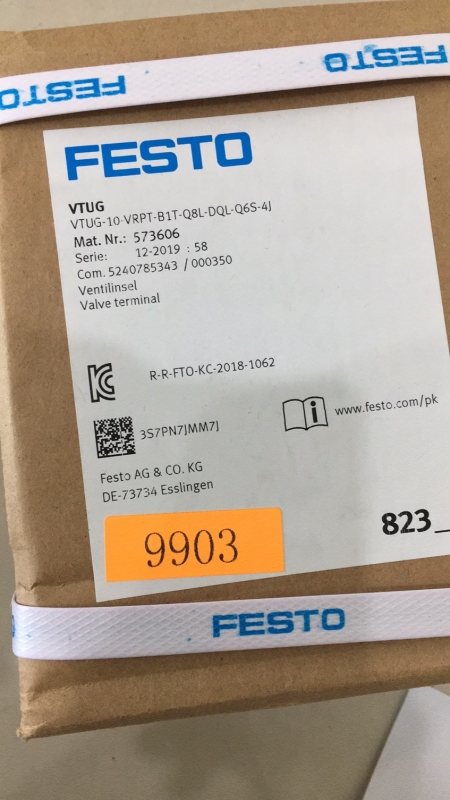 FESTO
FESTO
FESTO
FESTO
VTUG
VTUG-10-VRPT-B1T-Q8L-DQL-Q6S-4J
Mat. Nr.: 573606
Serie: 12-2019 : 58
Com. 5240785343 / 000350
Ventilinsel
Valve terminal
R-R-FTO-KC-2018-1062
3S7PN7JMM7J
www.festo.com/pk
Festo AG & CO. KG
DE-73734 Esslingen
9903
823_
FESTO